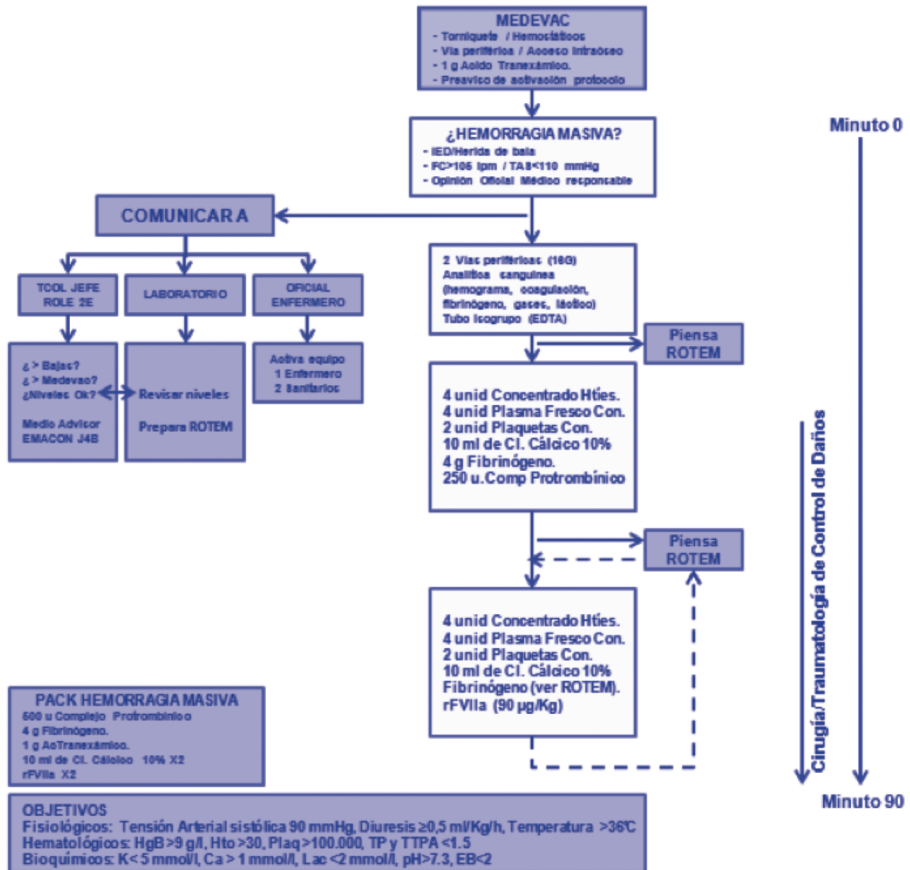 MEDEVAC
- Torniquete / Hemostáticos
- Vía periférica / Acceso Intraóseo
- 1 g Acido Tranexámico.
- Preaviso de activación protocolo
¿HEMORRAGIA MASIVA?
- IED/Herida de bala
- FC>105 lpm / TAS<110 mmHg
- Opinión Oficial Médico responsable
Minuto 0
COMUNICAR A
TCOL JEFE
ROLE 2E
LABORATORIO
OFICIAL
ENFERMERO
2 Vías periféricas (16G)
Analítica sanguínea
(hemograma, coagulación,
fibrinógeno, gases, láctico)
Tubo Isogrupo (EDTA)
Piensa
ROTEM
¿ > Bajas?
¿ > Medevac?
¿Niveles Ok?
Medic Advisor
EMACON J4B
Revisar niveles
Prepara ROTEM
Activa equipo
1 Enfermero
2 Sanitarios
4 unid Concentrado Htíes.
4 unid Plasma Fresco Con.
2 unid Plaquetas Con.
10 ml de Cl. Cálcico 10%
4 g Fibrinógeno.
250 u.Comp Protrombínico
Piensa
ROTEM
4 unid Concentrado Htíes.
4 unid Plasma Fresco Con.
2 unid Plaquetas Con.
10 ml de Cl. Cálcico 10%
Fibrinógeno (ver ROTEM).
rFVIIa (90 µg/Kg)
Cirugía/Traumatología de Control de Daños
Minuto 90
PACK HEMORRAGIA MASIVA
500 u Complejo Protrombínico
4 g Fibrinógeno.
1 g AcTranexámico.
10 ml de Cl. Cálcico 10% X2
rFVIIa X2
OBJETIVOS
Fisiológicos: Tensión Arterial sistólica 90 mmHg, Diuresis ≥0,5 ml/Kg/h, Temperatura >36ºC
Hematológicos: HgB>9 g/l, Hto>30, Plaq>100.000, TP y TTPA <1.5
Bioquímicos: K< 5 mmol/l, Ca > 1 mmol/l, Lac <2 mmol/l, pH>7.3, EB<2